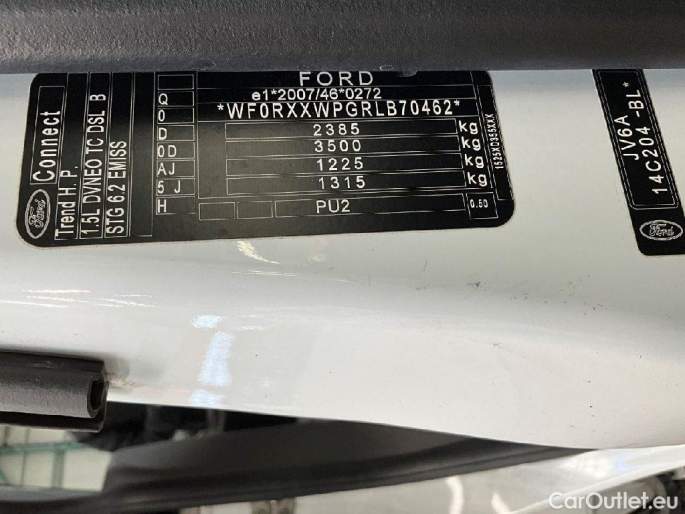 FORD
e1*2007/46*0272
*WF0RXXWPGRLB70462*
2385 kg
3500 kg
1225 kg
1315 kg
PU2 0.50
Q
0
D
0D
AJ
5 J
H
1525XC355XXX
Ford Connect
Trend H. P.
1.5L DVNEO TC DSL B
STG 6.2 EMISS
JV6A
14C204 -BL*
Ford
CarOutlet.eu